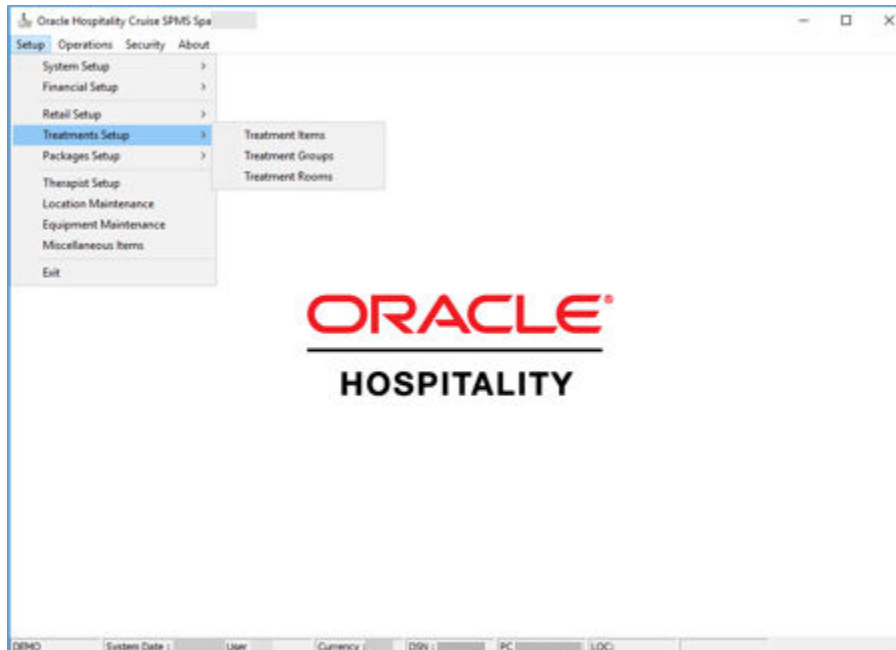 Oracle Hospitality Cruise SPMS Spa
Setup Operations Security About
System Setup
Financial Setup
Retail Setup
Treatments Setup
Packages Setup
Therapist Setup
Location Maintenance
Equipment Maintenance
Miscellaneous Items
Exit
Treatment Items
Treatment Groups
Treatment Rooms
ORACLE®
HOSPITALITY
DEMO System Date : User Currency : DSN : PC LOC: